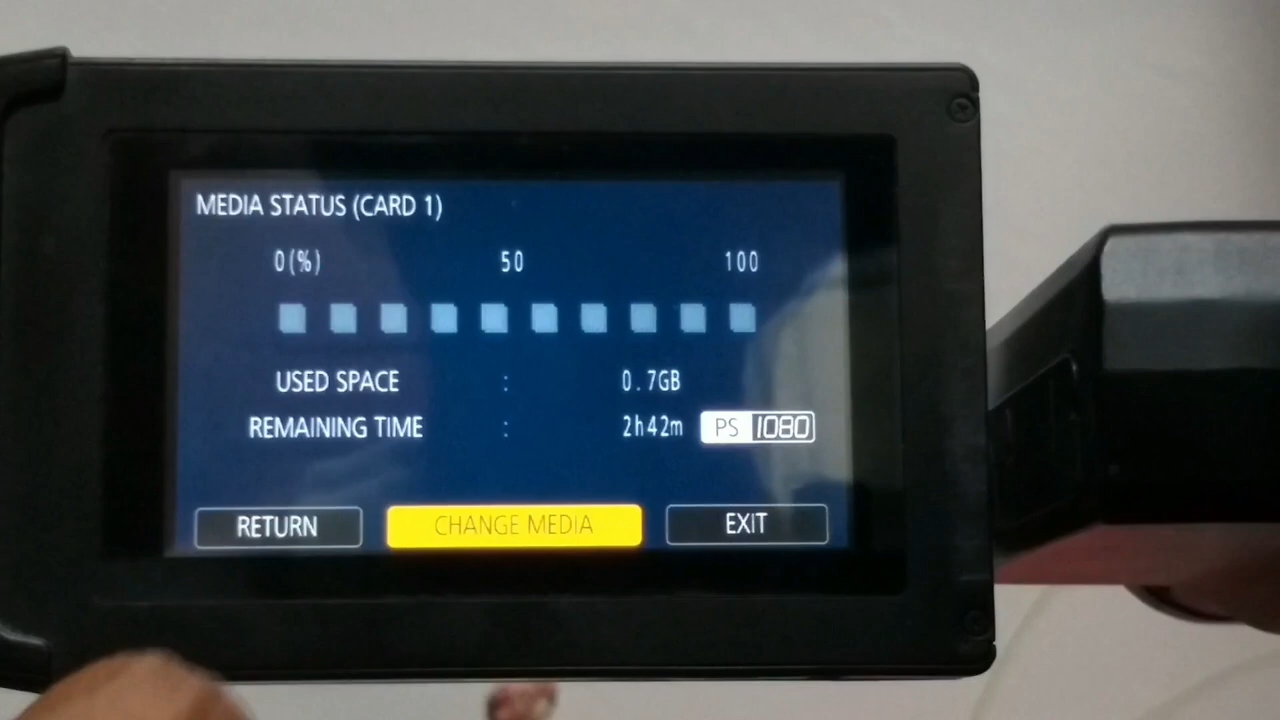 MEDIA STATUS (CARD 1)
0(%) 50 100
USED SPACE : 0.7GB
REMAINING TIME : 2h42m PS 1080
RETURN CHANGE MEDIA EXIT